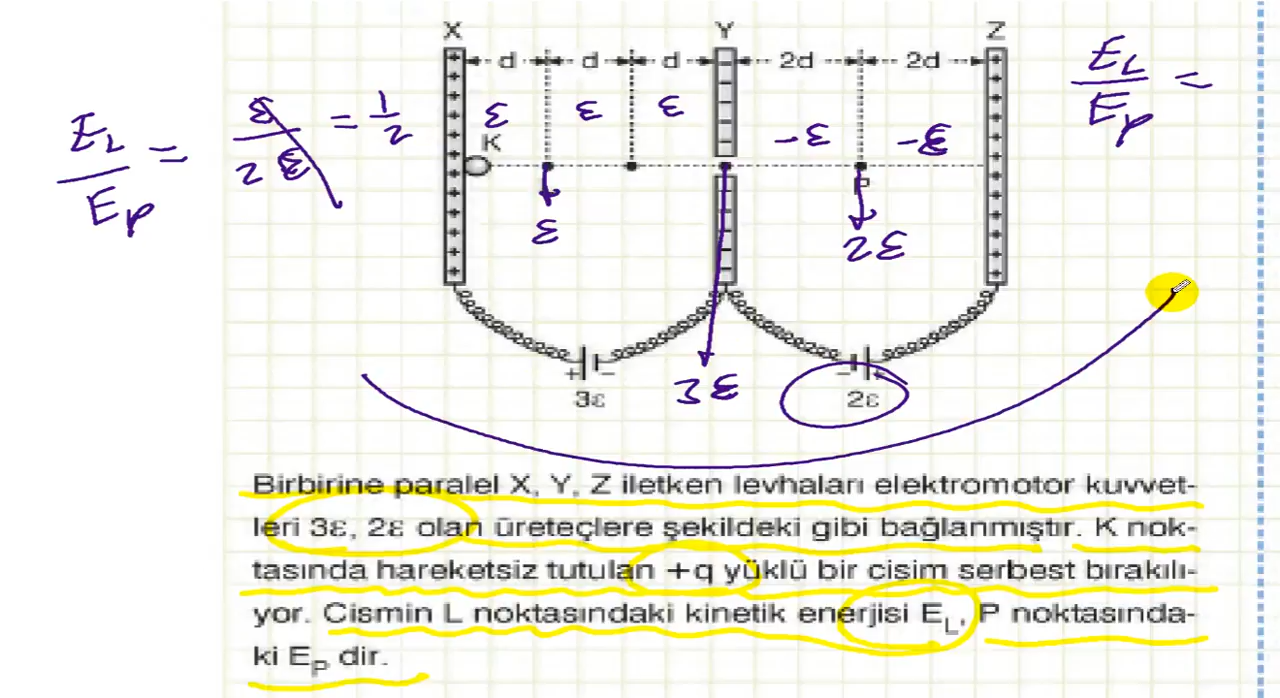 X Y Z
d d d 2d 2d
ε ε ε -ε -ε
E_L / E_P = ε / 2ε = 1/2
E_L / E_P =
K
P
ε
2ε
3ε
+ - - +
3ε 2ε
Birbirine paralel X, Y, Z iletken levhaları elektromotor kuvvet-
leri 3ε, 2ε olan üreteçlere şekildeki gibi bağlanmıştır. K nok-
tasında hareketsiz tutulan +q yüklü bir cisim serbest bırakılı-
yor. Cismin L noktasındaki kinetik enerjisi E_L, P noktasında-
ki E_P dir.